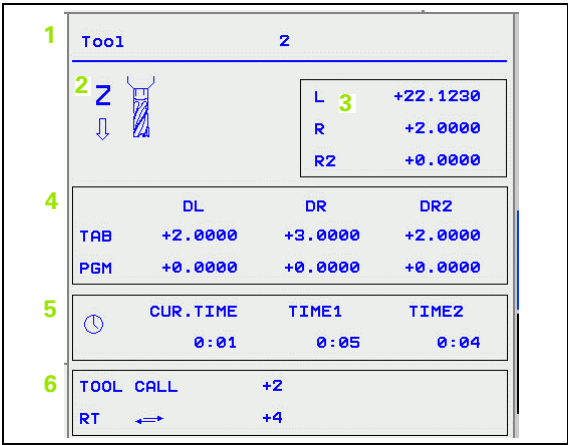 1 Tool 2
2 Z
L 3 +22.1230
R +2.0000
R2 +0.0000
4 DL DR DR2
TAB +2.0000 +3.0000 +2.0000
PGM +0.0000 +0.0000 +0.0000
5 CUR.TIME TIME1 TIME2
0:01 0:05 0:04
6 TOOL CALL +2
RT +4